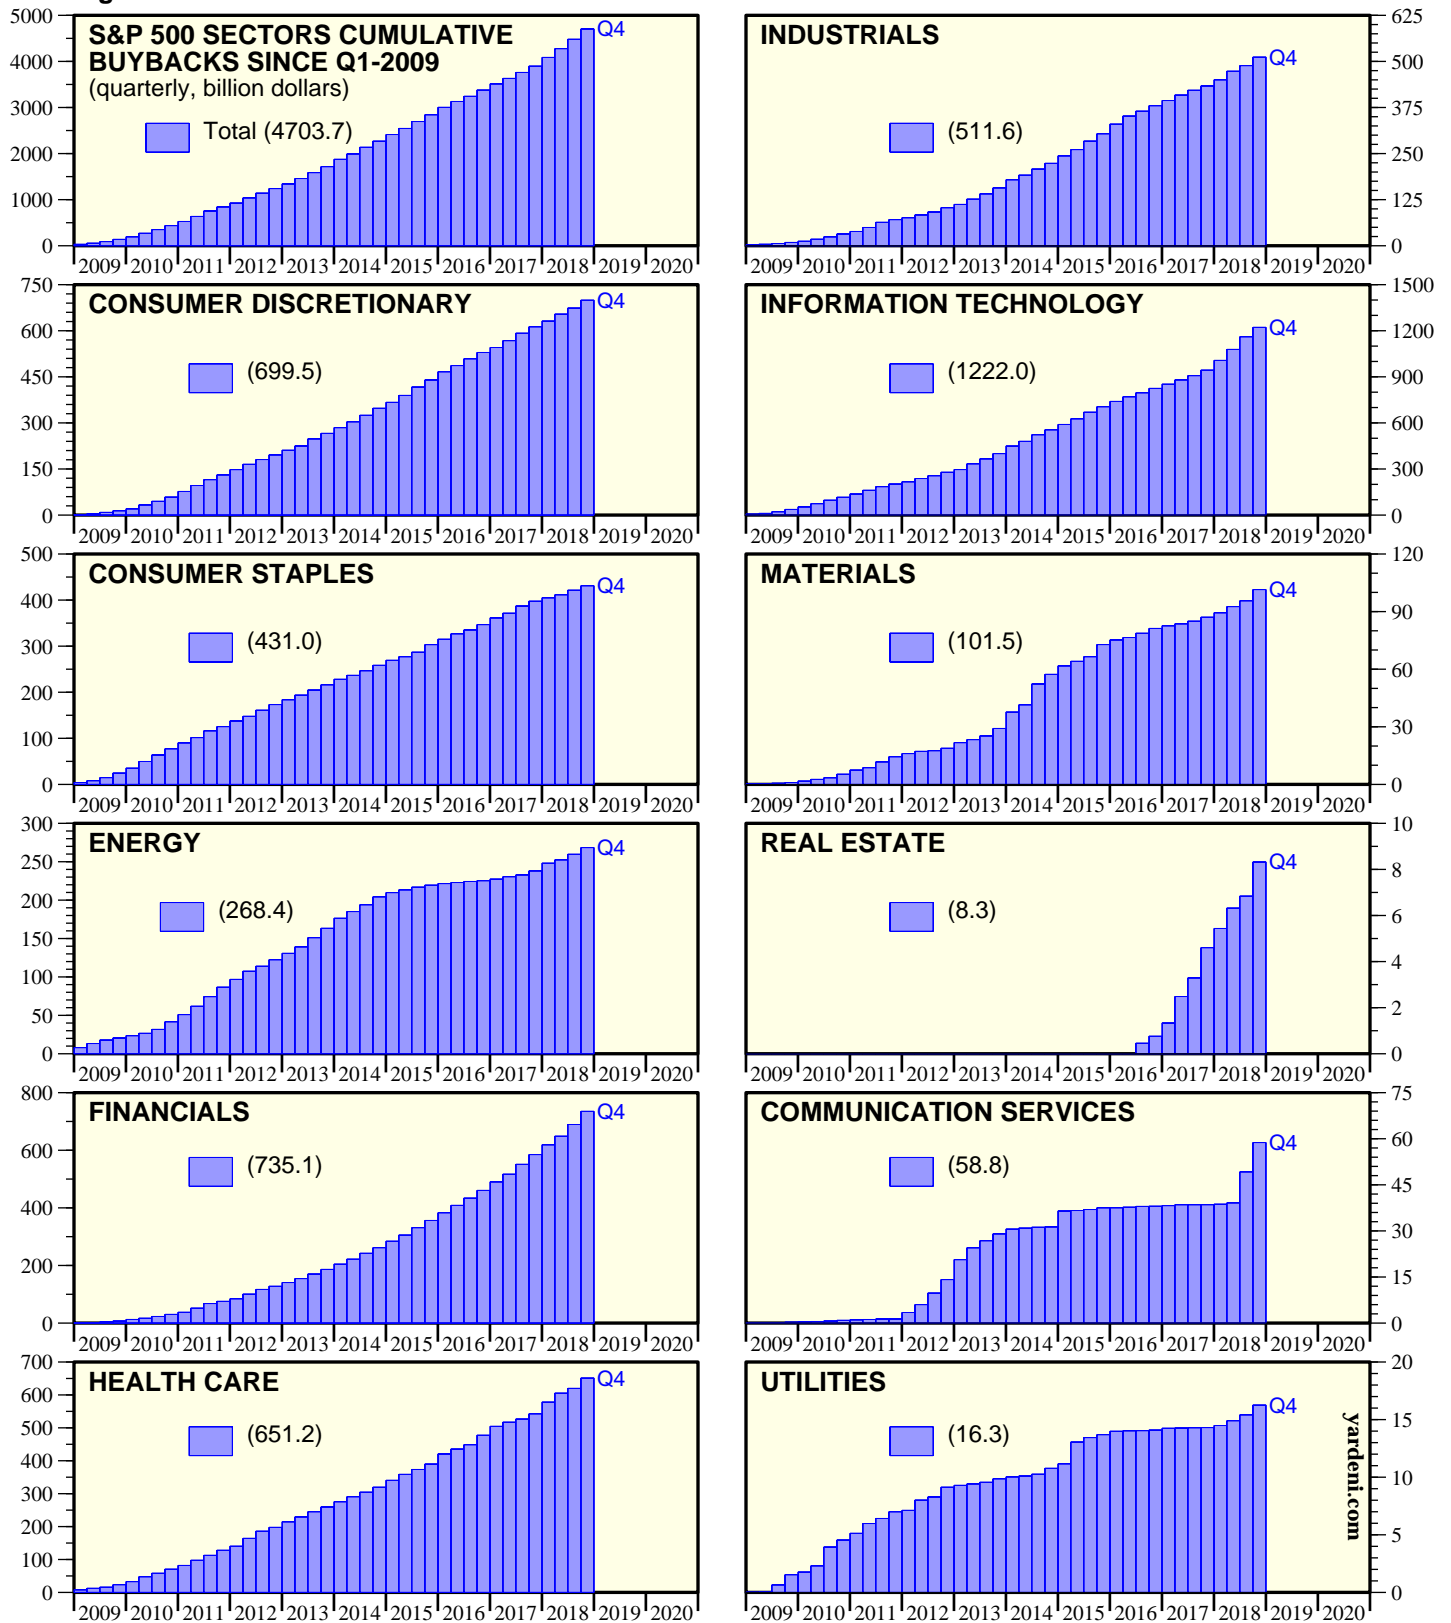 S&P 500 SECTORS CUMULATIVE
BUYBACKS SINCE Q1-2009
(quarterly, billion dollars)
Total (4703.7)
Q4
5000
4000
3000
2000
1000
0
2009 2010 2011 2012 2013 2014 2015 2016 2017 2018 2019 2020
INDUSTRIALS
(511.6)
Q4
625
500
375
250
125
0
2009 2010 2011 2012 2013 2014 2015 2016 2017 2018 2019 2020
CONSUMER DISCRETIONARY
(699.5)
Q4
750
600
450
300
150
0
2009 2010 2011 2012 2013 2014 2015 2016 2017 2018 2019 2020
INFORMATION TECHNOLOGY
(1222.0)
Q4
1500
1200
900
600
300
0
2009 2010 2011 2012 2013 2014 2015 2016 2017 2018 2019 2020
CONSUMER STAPLES
(431.0)
Q4
500
400
300
200
100
0
2009 2010 2011 2012 2013 2014 2015 2016 2017 2018 2019 2020
MATERIALS
(101.5)
Q4
120
90
60
30
0
2009 2010 2011 2012 2013 2014 2015 2016 2017 2018 2019 2020
ENERGY
(268.4)
Q4
300
250
200
150
100
50
0
2009 2010 2011 2012 2013 2014 2015 2016 2017 2018 2019 2020
REAL ESTATE
(8.3)
Q4
10
8
6
4
2
0
2009 2010 2011 2012 2013 2014 2015 2016 2017 2018 2019 2020
FINANCIALS
(735.1)
Q4
800
600
400
200
0
2009 2010 2011 2012 2013 2014 2015 2016 2017 2018 2019 2020
COMMUNICATION SERVICES
(58.8)
Q4
75
60
45
30
15
0
2009 2010 2011 2012 2013 2014 2015 2016 2017 2018 2019 2020
HEALTH CARE
(651.2)
Q4
700
600
500
400
300
200
100
0
2009 2010 2011 2012 2013 2014 2015 2016 2017 2018 2019 2020
UTILITIES
(16.3)
Q4
20
15
10
5
0
2009 2010 2011 2012 2013 2014 2015 2016 2017 2018 2019 2020
yardeni.com